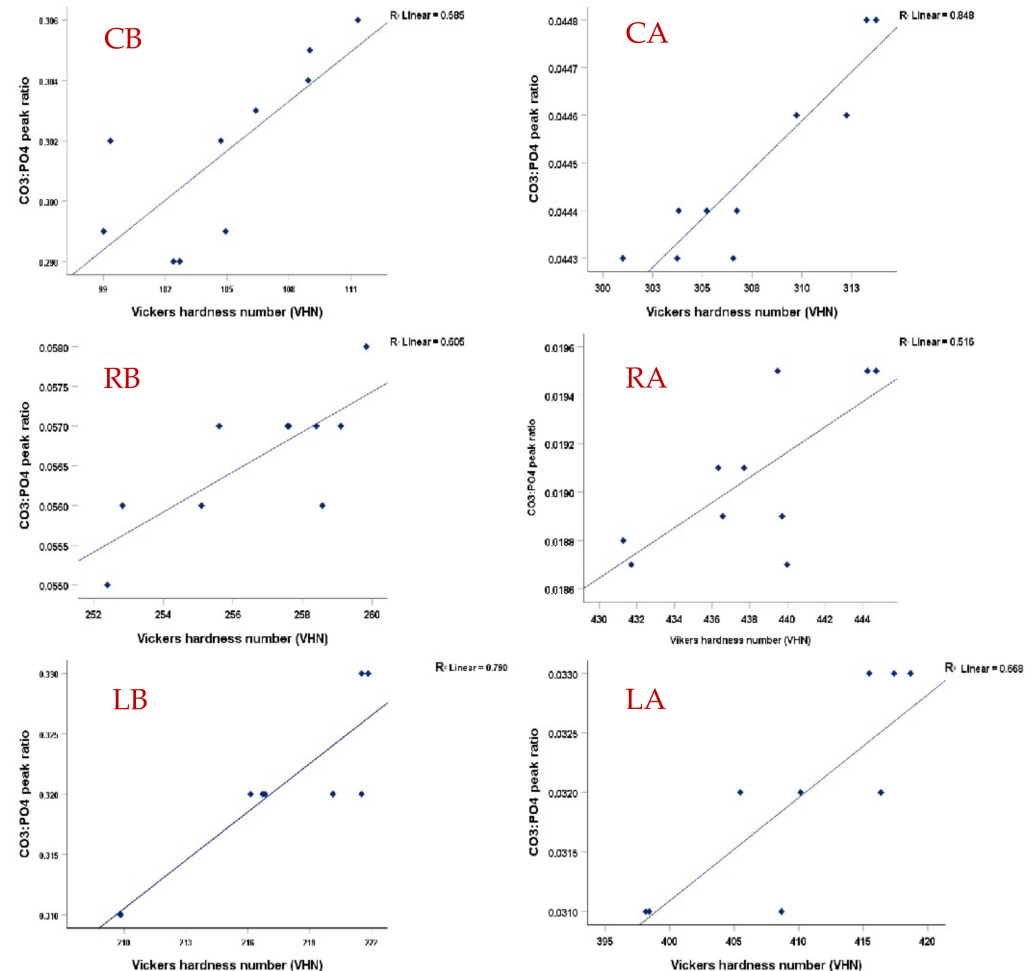 CB
R² Linear = 0.585
CO3:PO4 peak ratio
0.306
0.304
0.302
0.300
0.298
99
102
105
109
111
Vickers hardness number (VHN)
CA
R² Linear = 0.848
CO3:PO4 peak ratio
0.0448
0.0447
0.0446
0.0445
0.0444
0.0443
300
303
305
308
310
313
Vickers hardness number (VHN)
RB
R² Linear = 0.605
CO3:PO4 peak ratio
0.0580
0.0575
0.0570
0.0565
0.0560
0.0555
0.0550
252
254
256
258
260
Vickers hardness number (VHN)
RA
R² Linear = 0.516
CO3:PO4 peak ratio
0.0196
0.0194
0.0192
0.0190
0.0188
0.0186
430
432
434
436
438
440
442
444
Vikers hardness number (VHN)
LB
R² Linear = 0.790
CO3:PO4 peak ratio
0.330
0.325
0.320
0.315
0.310
210
213
216
219
222
Vickers hardness number (VHN)
LA
R² Linear = 0.668
CO3:PO4 peak ratio
0.0330
0.0325
0.0320
0.0315
0.0310
395
400
405
410
415
420
Vickers hardness number (VHN)